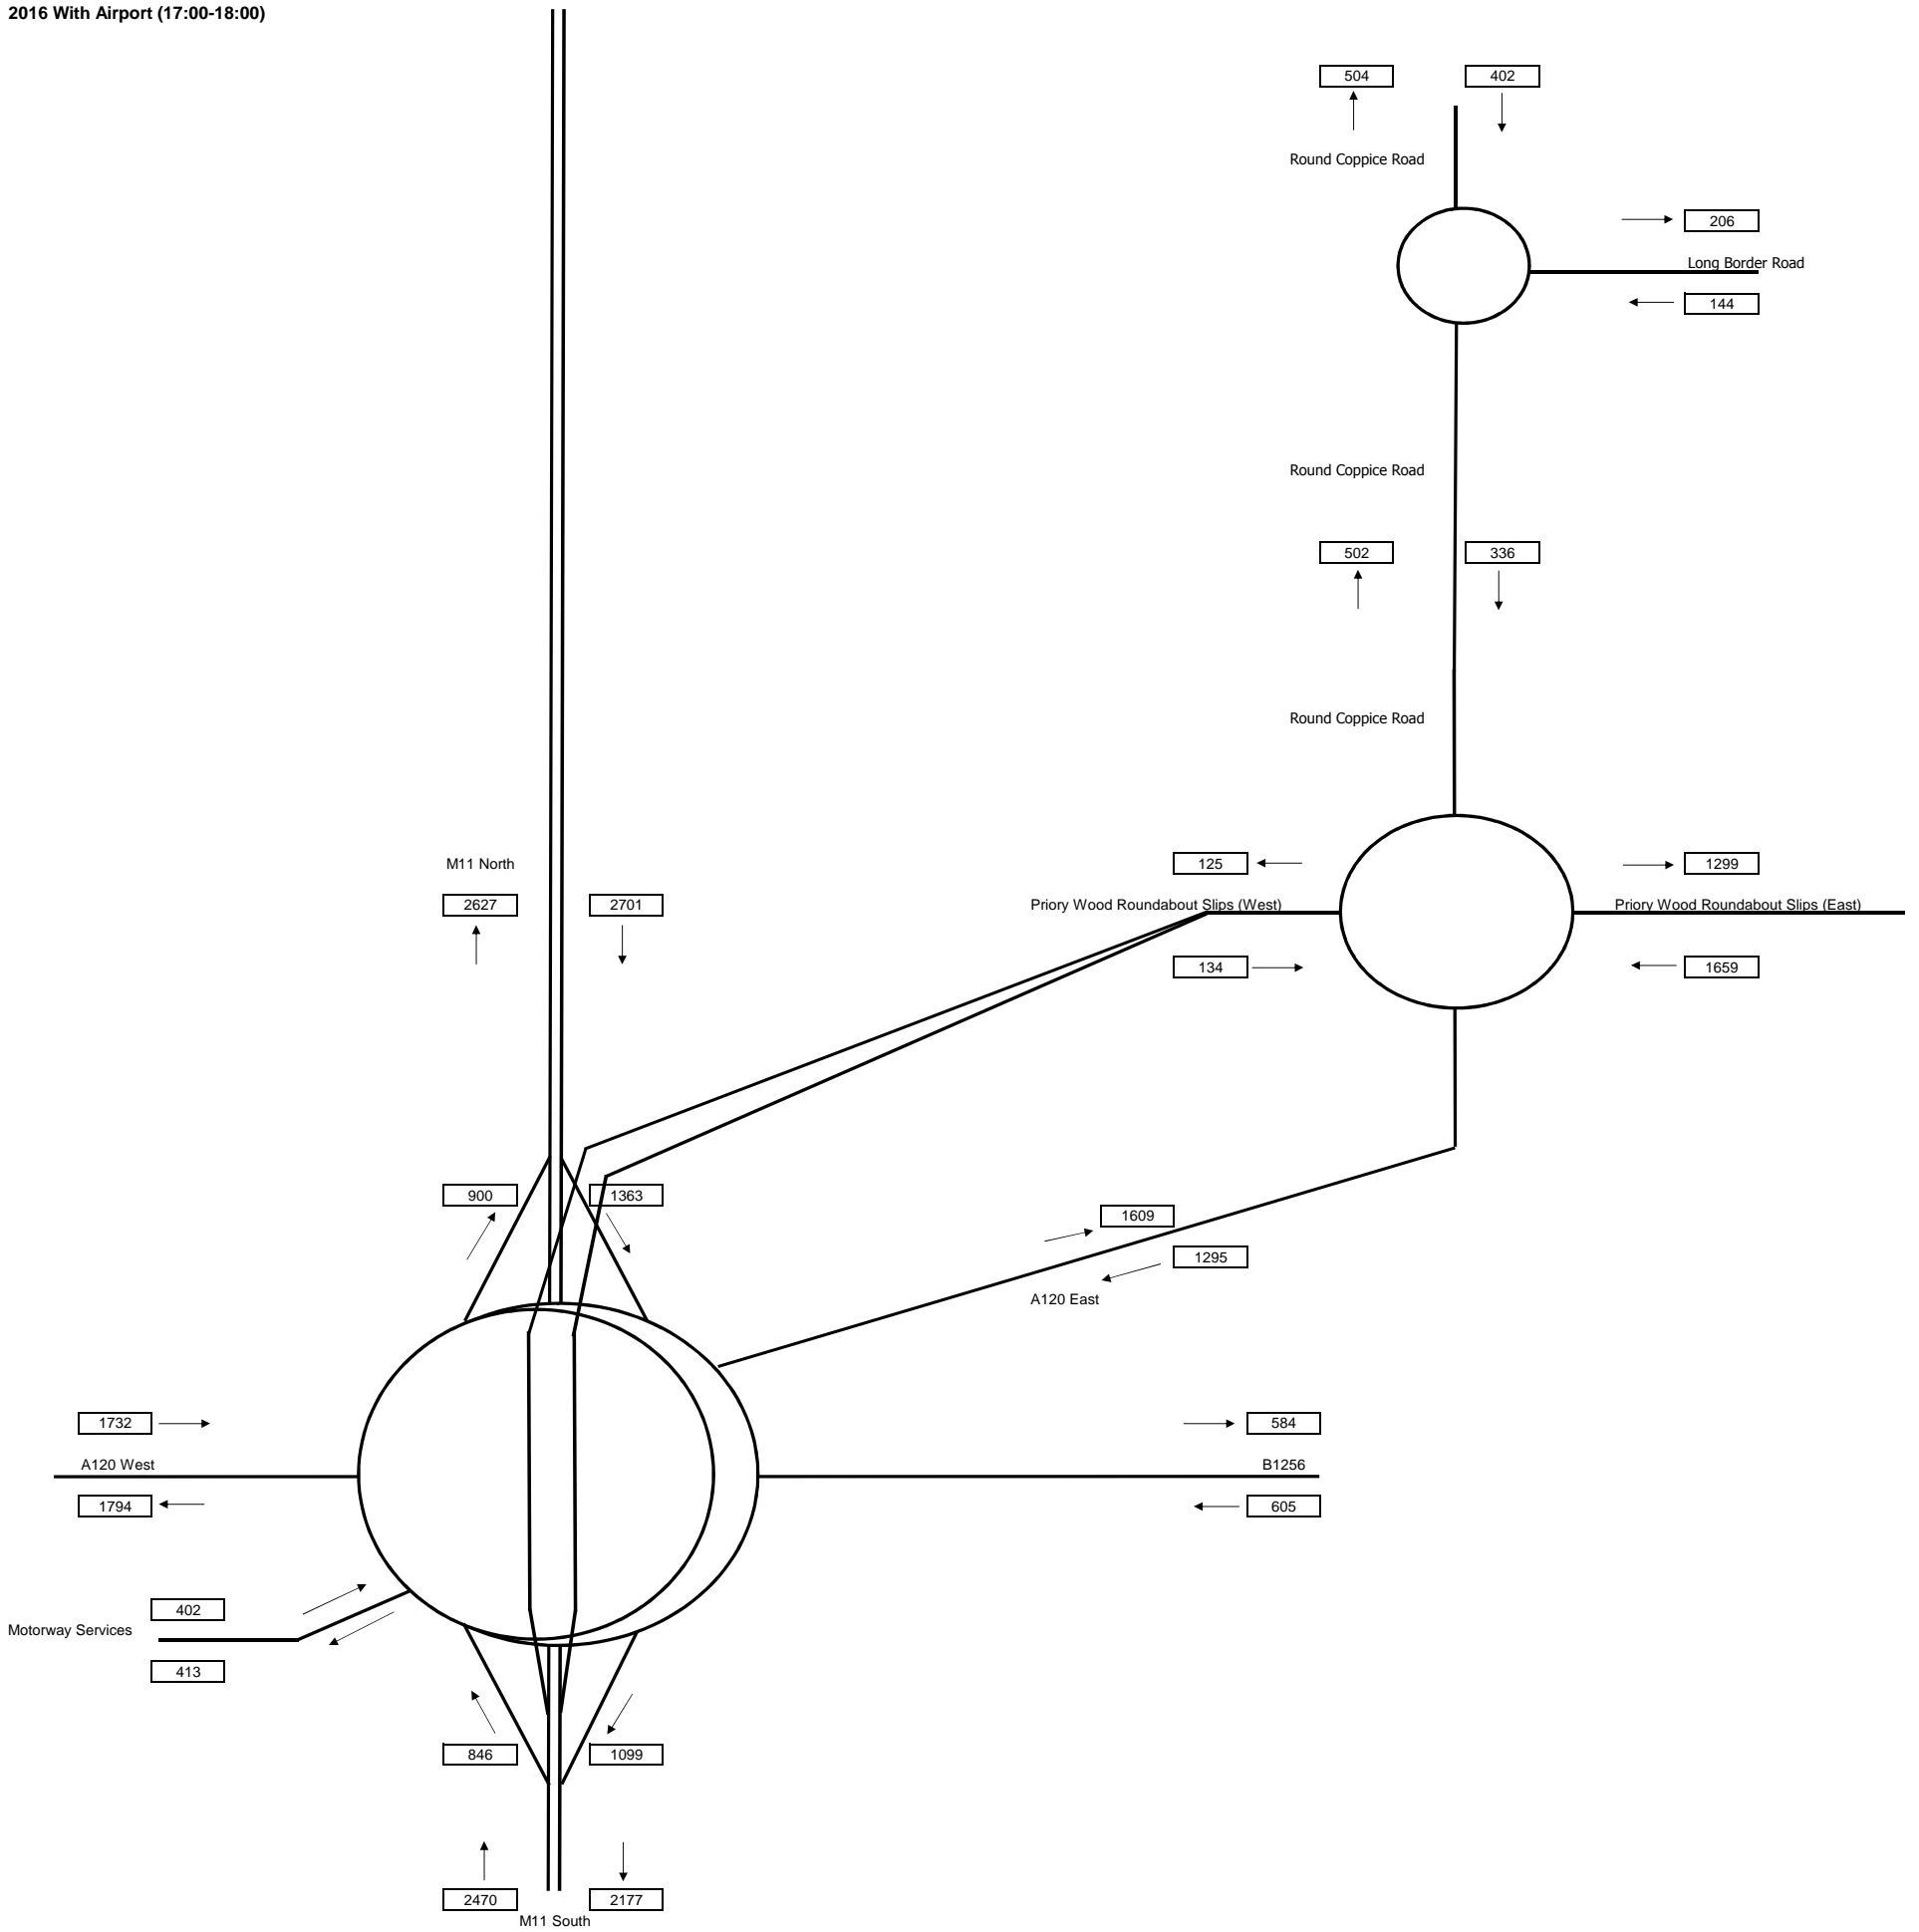 2016 With Airport (17:00-18:00)
504
402
Round Coppice Road
206
Long Border Road
144
Round Coppice Road
502
336
Round Coppice Road
M11 North
125
1299
2627
2701
Priory Wood Roundabout Slips (West)
Priory Wood Roundabout Slips (East)
134
1659
900
1363
1609
1295
A120 East
1732
584
A120 West
B1256
1794
605
402
Motorway Services
413
846
1099
2470
2177
M11 South